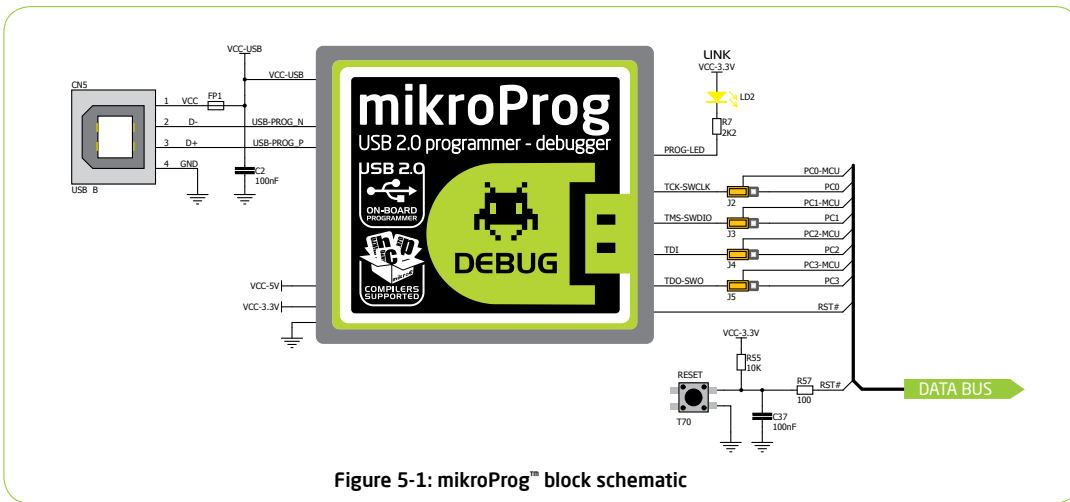 VCC-USB
CN5
1 VCC FP1
2 D-
3 D+
4 GND
USB B
C2
100nF
VCC-USB
USB-PROG_N
USB-PROG_P
VCC-5V
VCC-3.3V
mikroProg
USB 2.0 programmer - debugger
USB 2.0
ON-BOARD
PROGRAMMER
COMPILERS
SUPPORTED
DEBUG
LINK
VCC-3.3V
LD2
R7
2K2
PROG-LED
TCK-SWCLK
J2
PC0-MCU
PC0
TMS-SWDIO
J3
PC1-MCU
PC1
TDI
J4
PC2-MCU
PC2
TDO-SWO
J5
PC3-MCU
PC3
RST#
VCC-3.3V
R55
10K
RESET
T70
R57
100
RST#
C37
100nF
DATA BUS
Figure 5-1: mikroProg™ block schematic